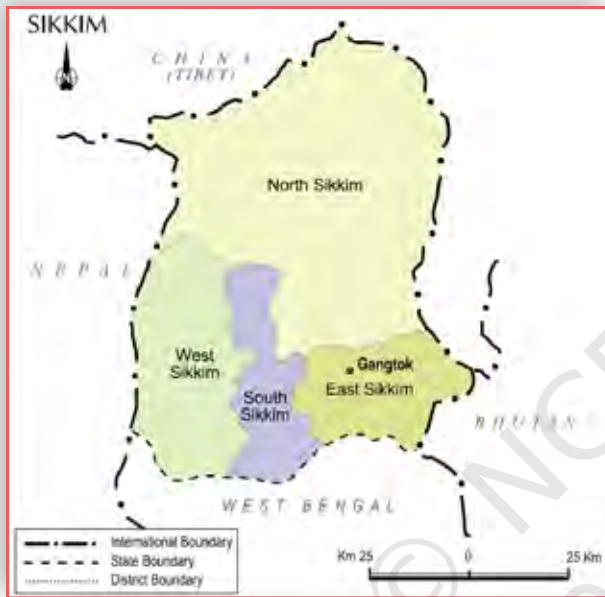 SIKKIM
N
CHINA
(TIBET)
North Sikkim
NEPAL
West
Sikkim
South
Sikkim
Gangtok
East Sikkim
BHUTAN
WEST BENGAL
International Boundary
State Boundary
District Boundary
Km 25 0 25 Km
© NC